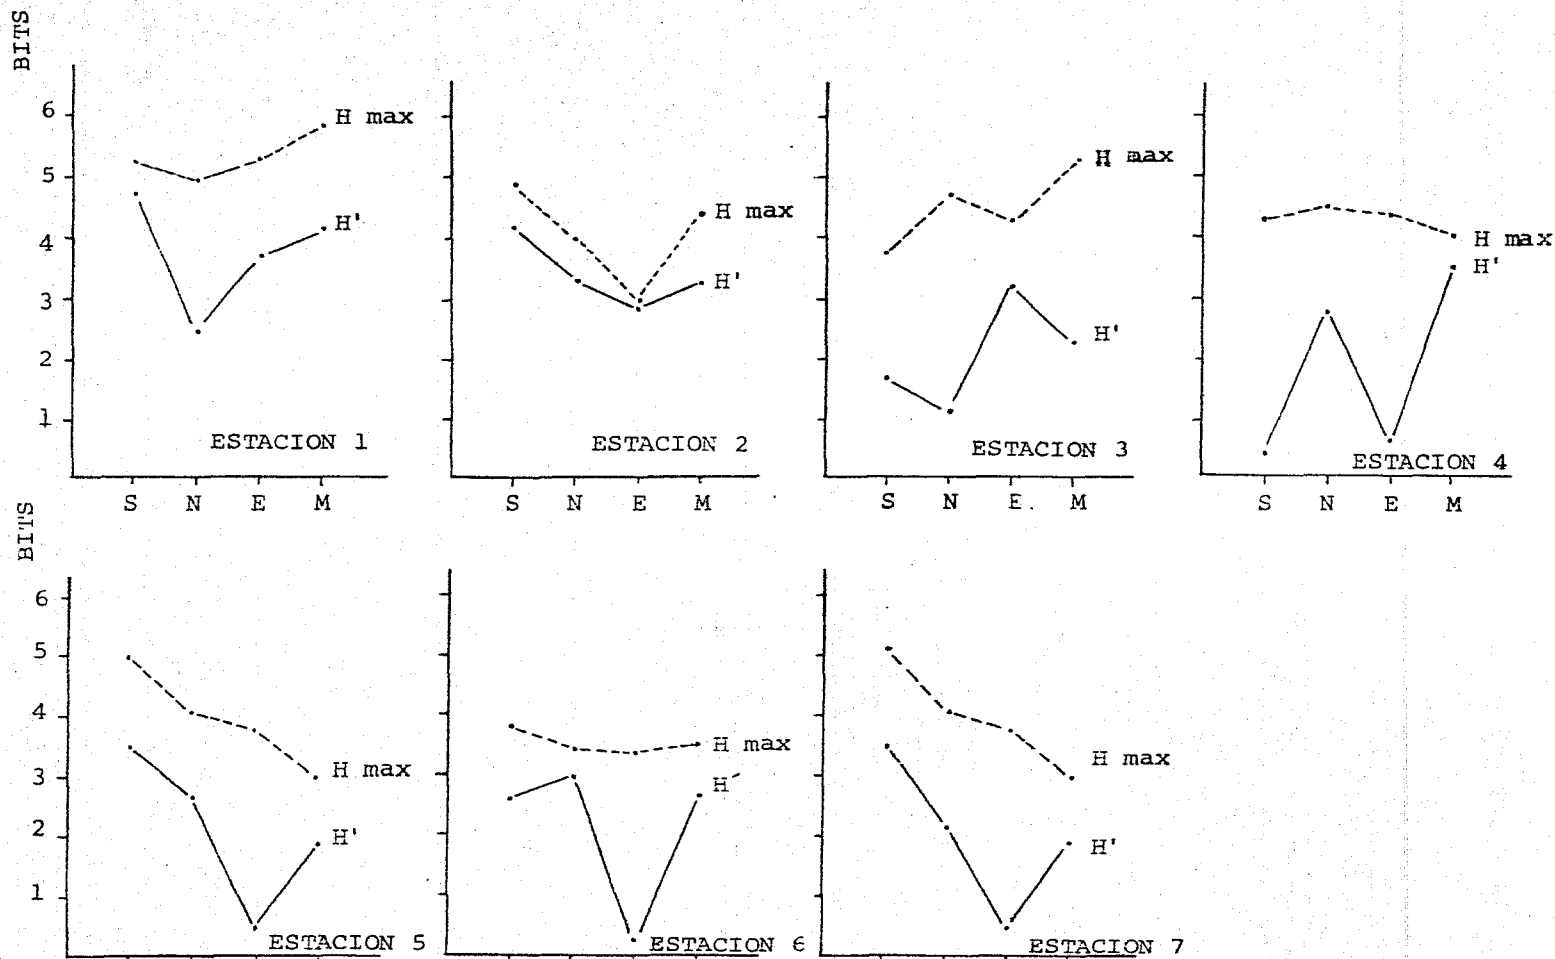 BITS
6
5
4
3
2
1
H max
H'
ESTACION 1
S N E M
H max
H'
ESTACION 2
S N E M
H max
H'
ESTACION 3
S N E. M
H max
H'
ESTACION 4
S N E M
BITS
6
5
4
3
2
1
H max
H'
ESTACION 5
H max
H'
ESTACION 6
H max
H'
ESTACION 7